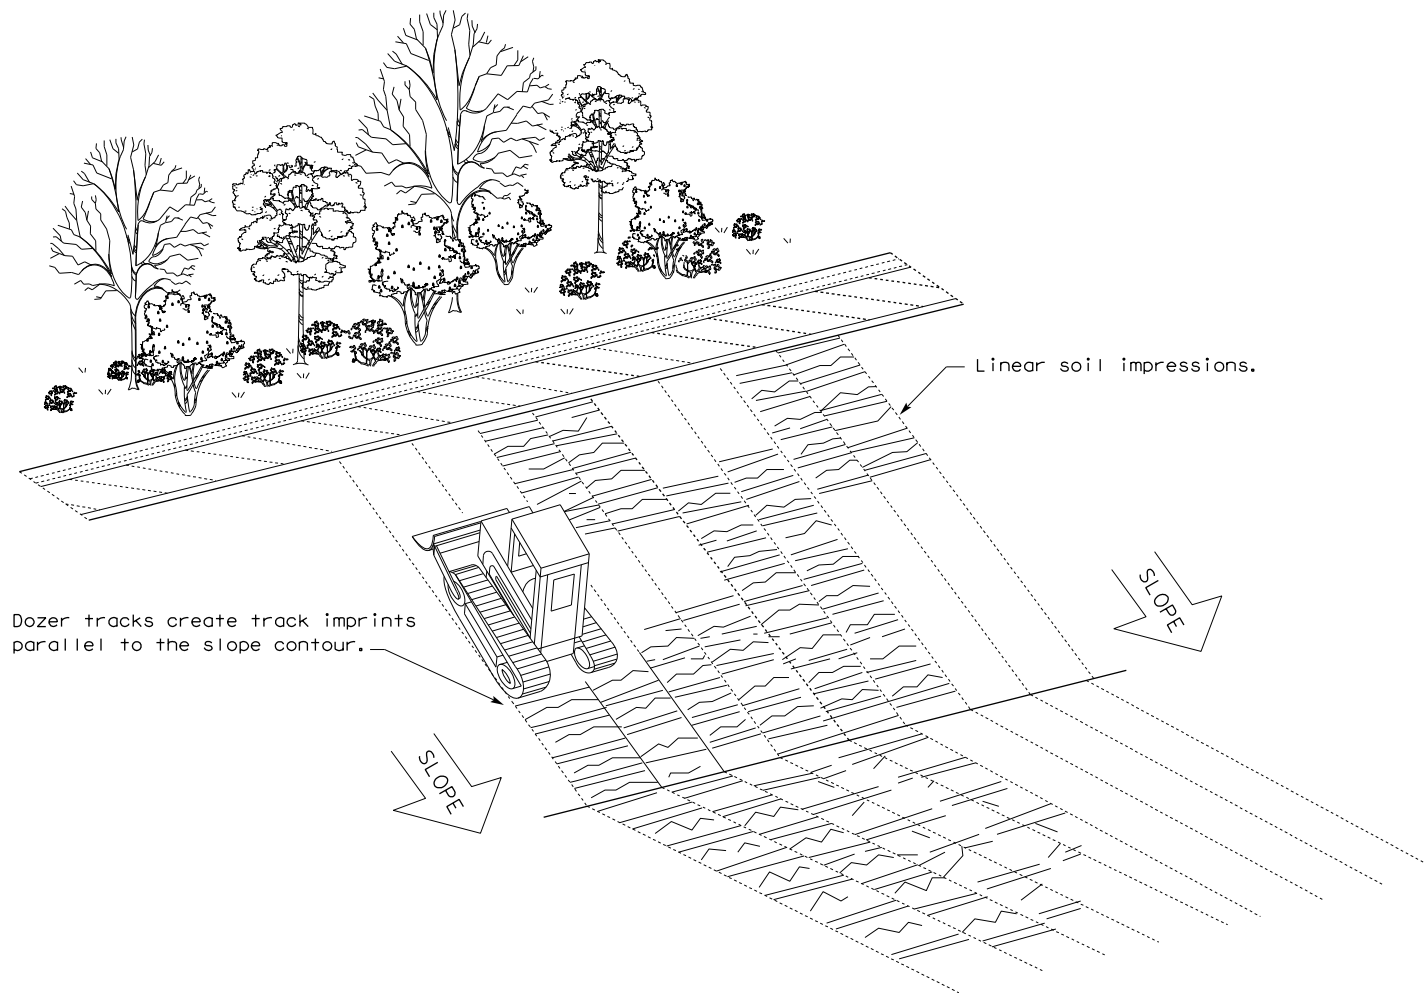 Linear soil impressions.
SLOPE
Dozer tracks create track imprints
parallel to the slope contour.
SLOPE